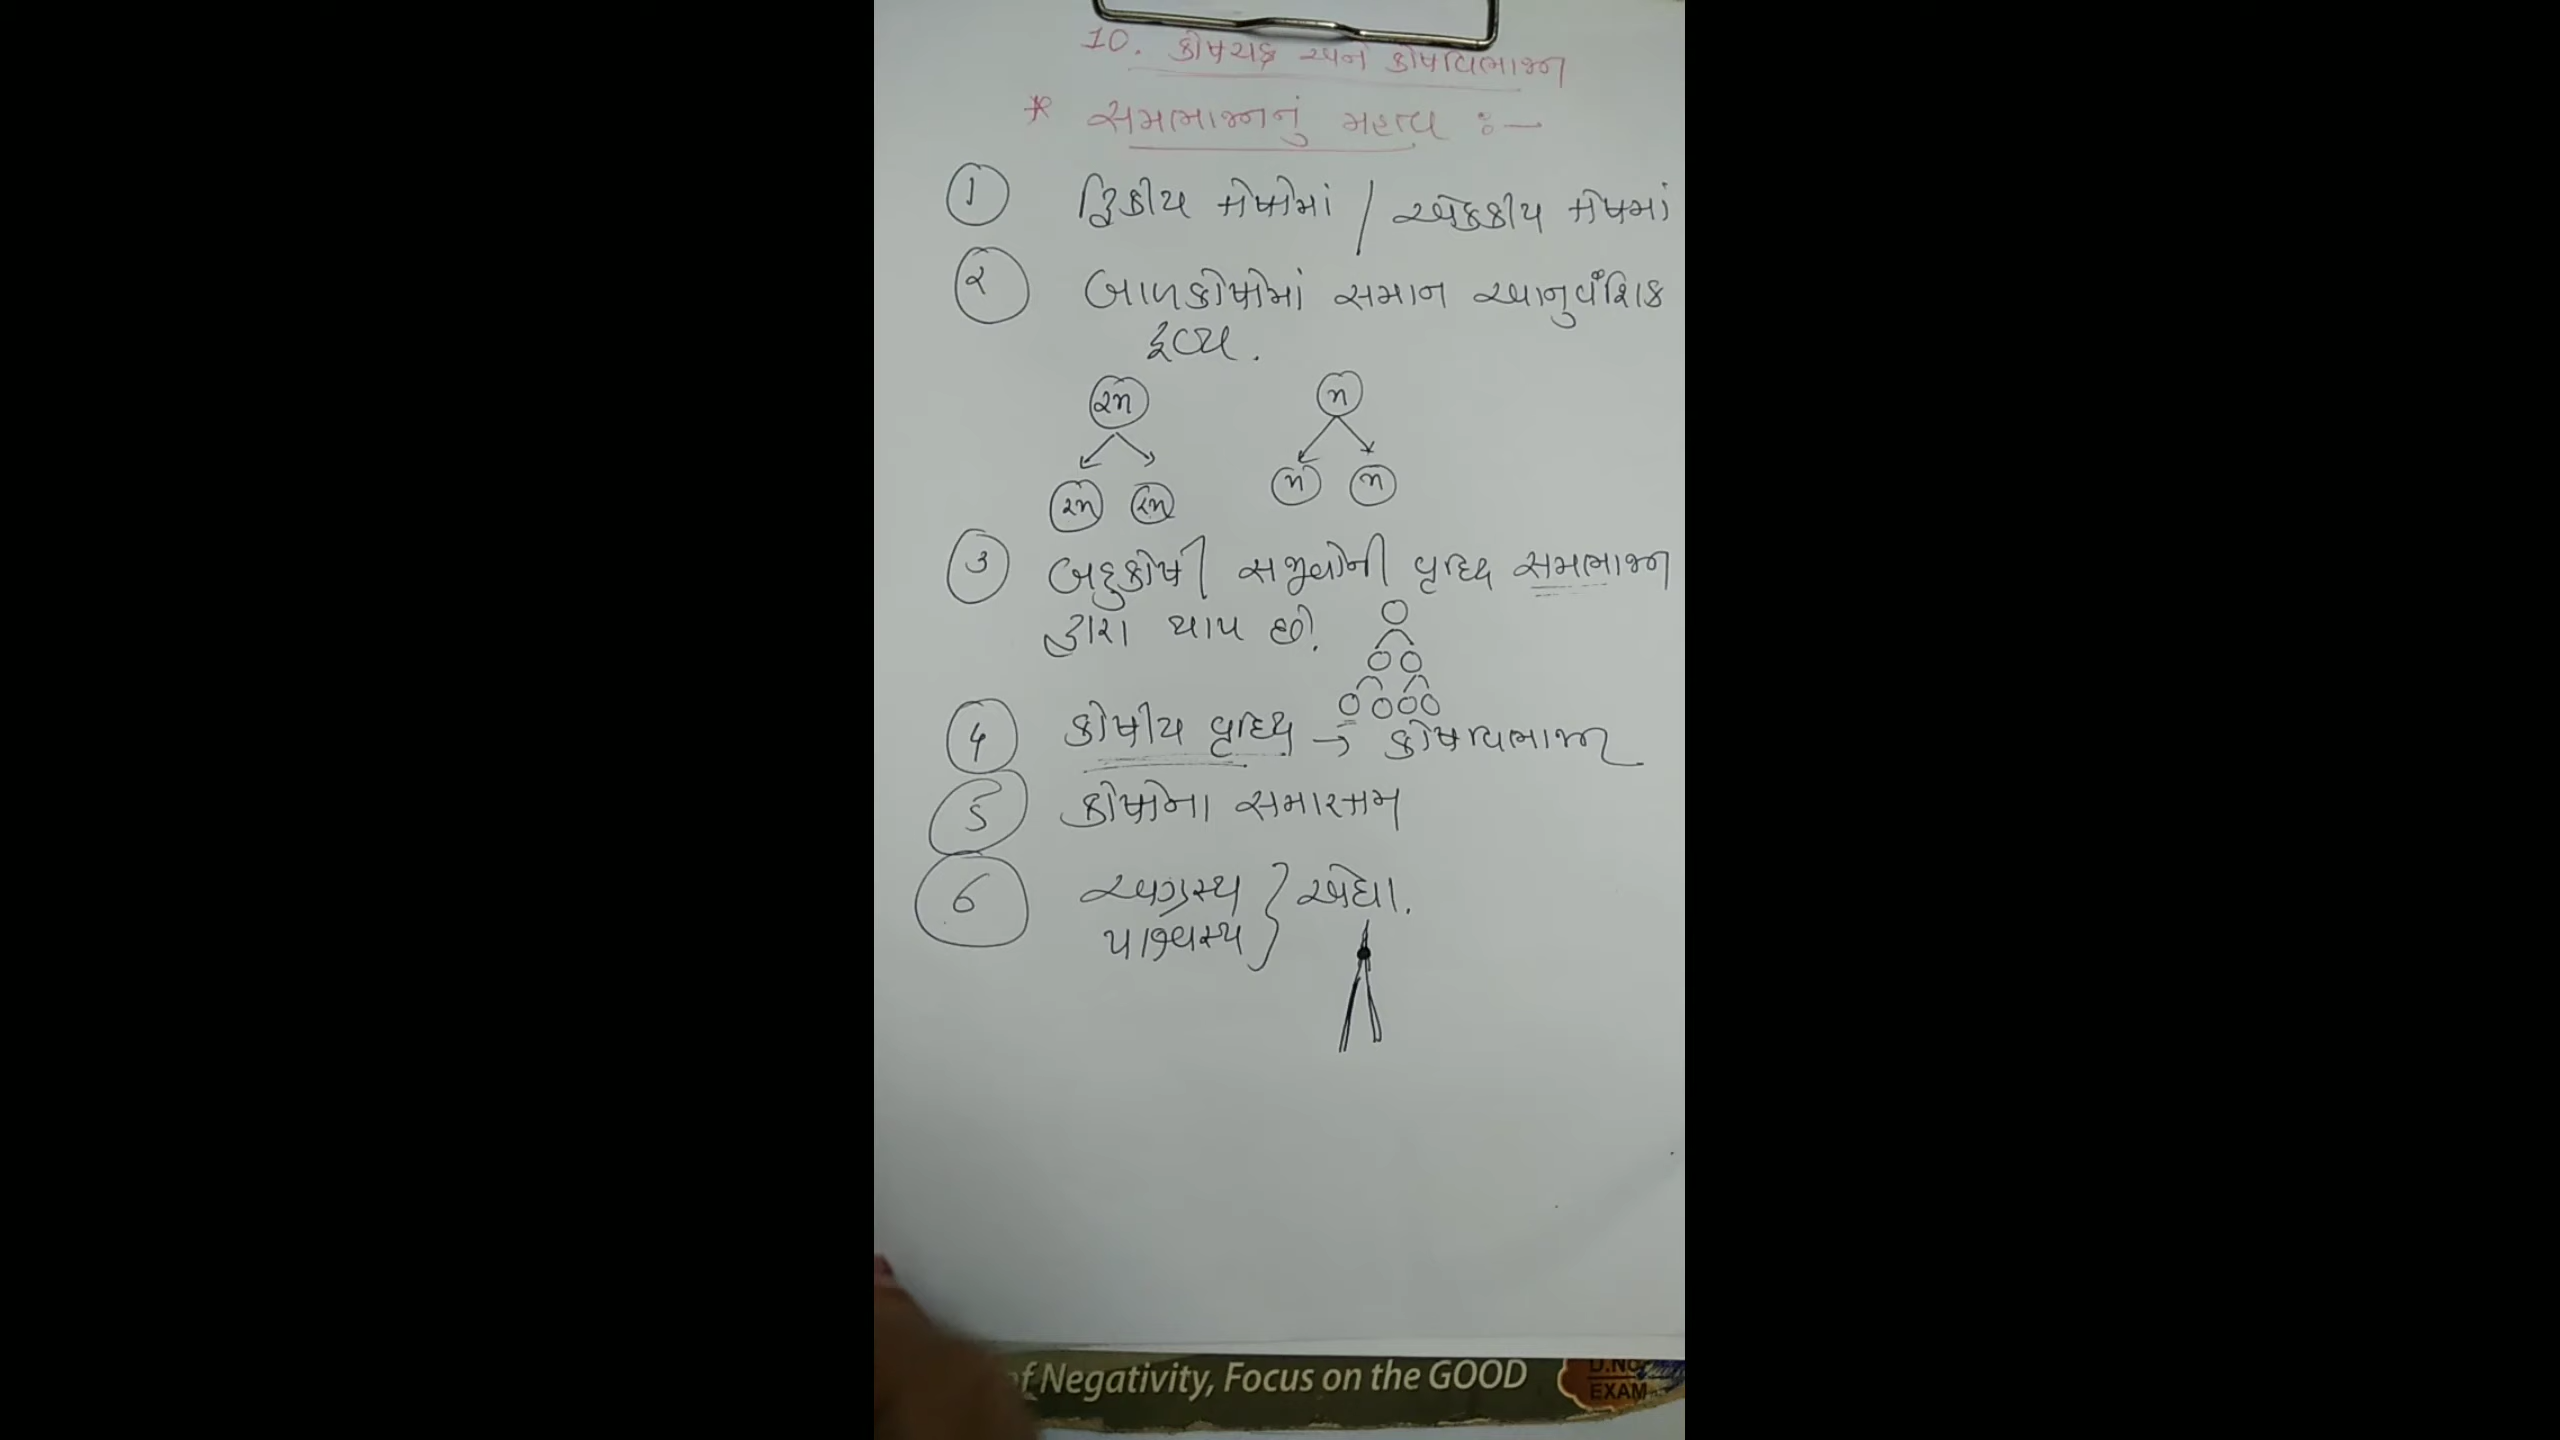 10. કોષચક્ર અને કોષવિભાજન
* સમભાજનનું મહત્વ :-
1 દ્વિકીય કોષોમાં / એકકીય કોષમાં
2 બાળકોષોમાં સમાન આનુવંશિક
દ્રવ્ય.
2n n
2n 2n n n
3 બહુકોષી સજીવોની વૃદ્ધિ સમભાજન
દ્વારા થાય છે.
4 કોષીય વૃદ્ધિ → કોષવિભાજન
5 કોષોના સમારકામ
6 અગ્રસ્થ } એધા.
પાર્શ્વસ્થ
of Negativity, Focus on the GOOD
EXAM